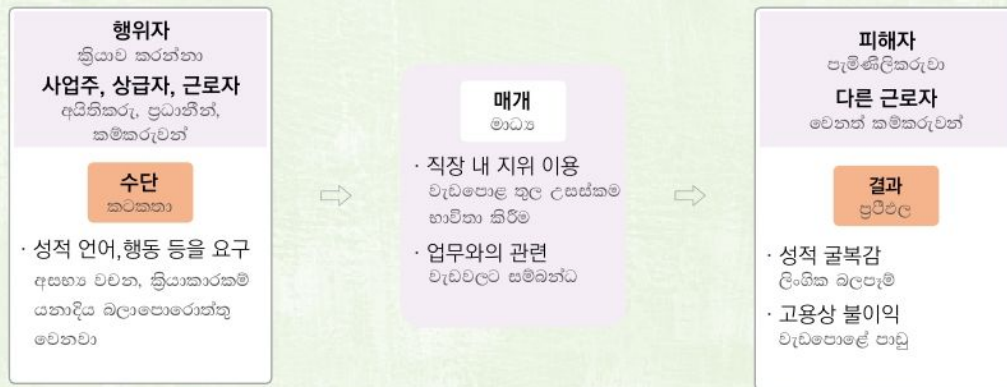 행위자
ක්‍රියාව කරන්නා
사업주, 상급자, 근로자
අයිතිකරු, ප්‍රධානීන්,
කම්කරුවන්
수단
කටකතා
· 성적 언어,행동 등을 요구
අසභ්‍ය වචන, ක්‍රියාකාරකම්
යනාදිය බලාපොරොත්තු
වෙනවා
매개
මාධ්‍ය
· 직장 내 지위 이용
වැඩපොළ තුල උසස්කම
භාවිතා කිරීම
· 업무와의 관련
වැඩවලට සම්බන්ධ
피해자
පැමිණිලිකරුවා
다른 근로자
වෙනත් කම්කරුවන්
결과
ප්‍රථිඵල
· 성적 굴복감
ලිංගික බලපෑම්
· 고용상 불이익
වැඩපොළේ පාඩු